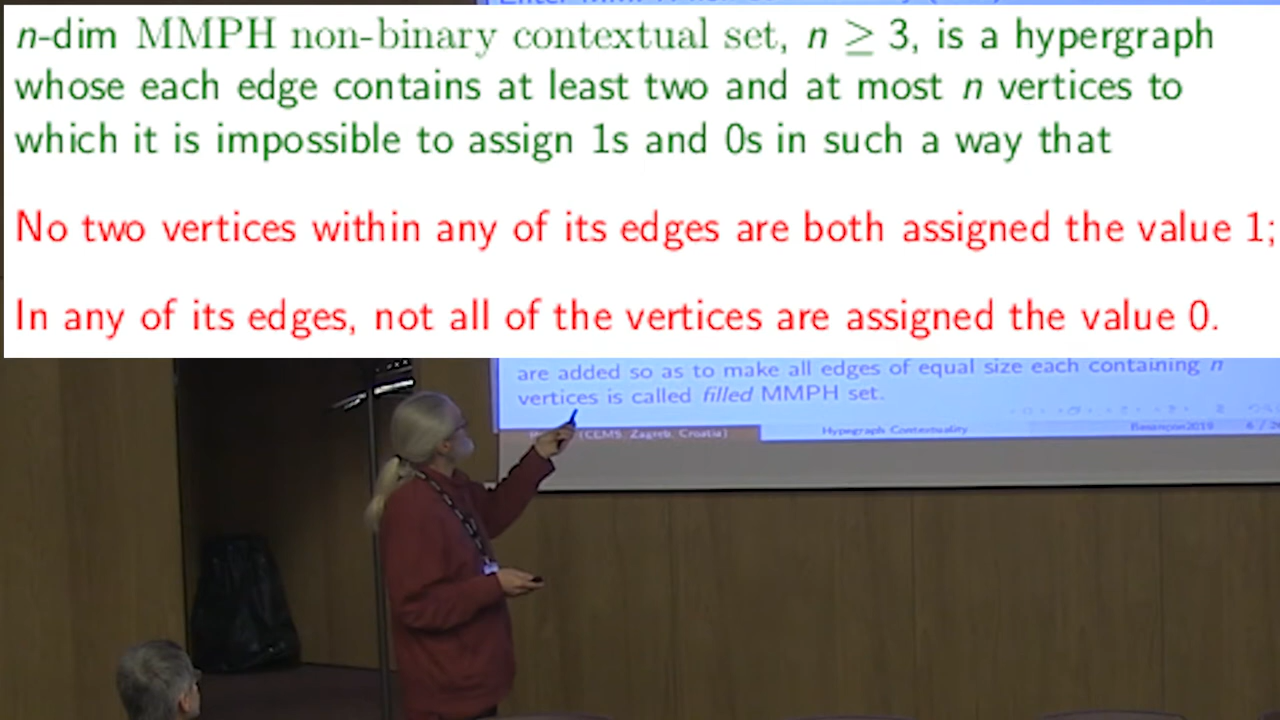 n-dim MMPH non-binary contextual set, n ≥ 3, is a hypergraph
whose each edge contains at least two and at most n vertices to
which it is impossible to assign 1s and 0s in such a way that
No two vertices within any of its edges are both assigned the value 1;
In any of its edges, not all of the vertices are assigned the value 0.
are added so as to make all edges of equal size each containing n
vertices is called filled MMPH set.
(CEMS, Zagreb, Croatia) Hypegraph Contextuality Besançon2019 6 /